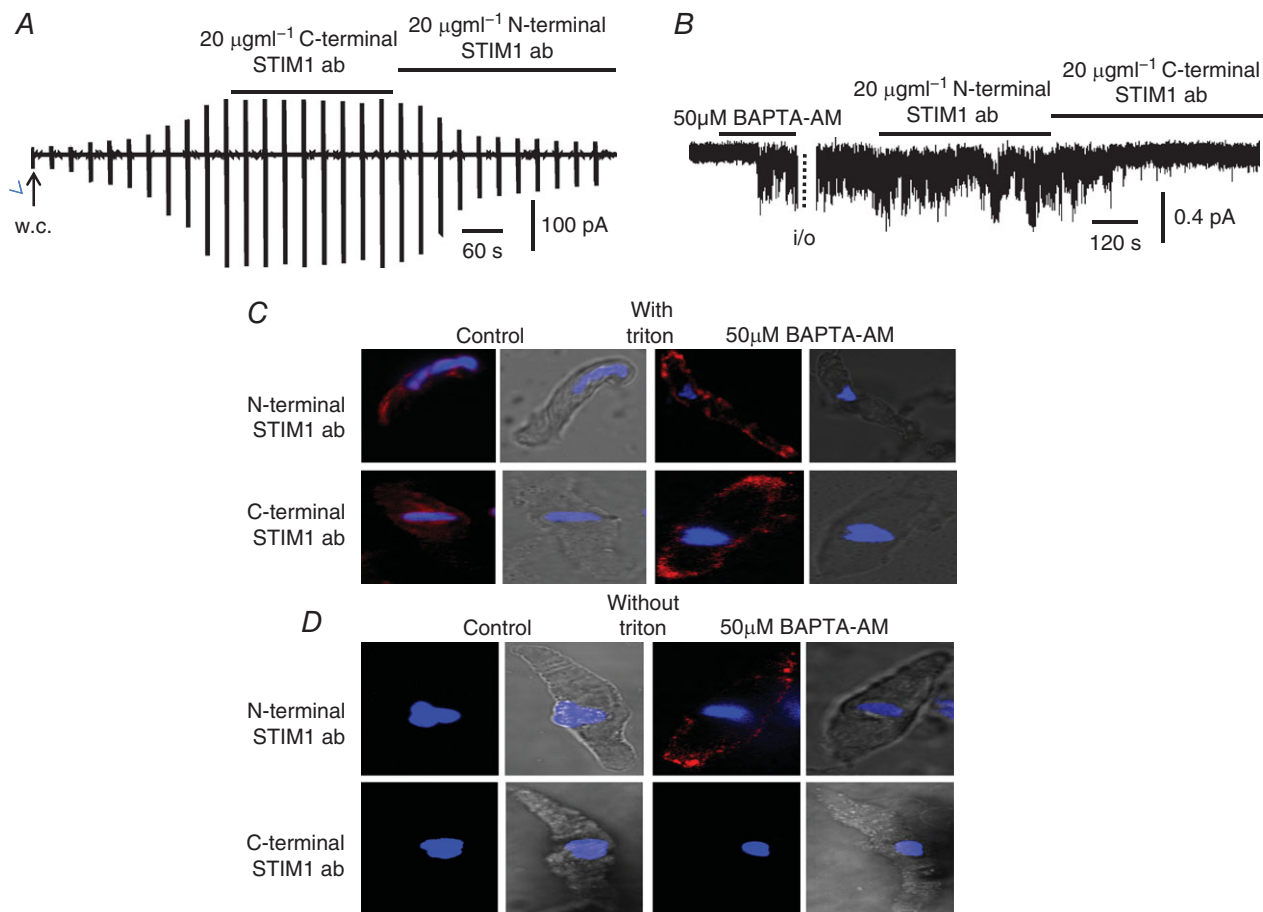 A
20 μgml⁻¹ C-terminal
STIM1 ab
20 μgml⁻¹ N-terminal
STIM1 ab
w.c.
60 s
100 pA
B
50μM BAPTA-AM
20 μgml⁻¹ N-terminal
STIM1 ab
20 μgml⁻¹ C-terminal
STIM1 ab
i/o
120 s
0.4 pA
C
Control
With
triton
50μM BAPTA-AM
N-terminal
STIM1 ab
C-terminal
STIM1 ab
D
Control
Without
triton
50μM BAPTA-AM
N-terminal
STIM1 ab
C-terminal
STIM1 ab